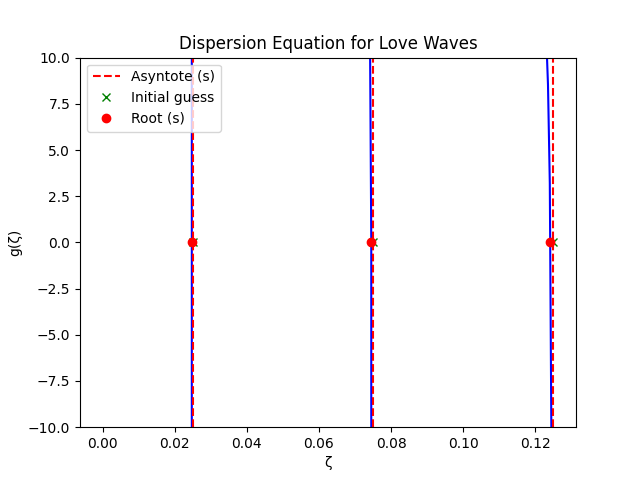 Dispersion Equation for Love Waves
Asyntote (s)
Initial guess
Root (s)
g(ζ)
10.0
7.5
5.0
2.5
0.0
−2.5
−5.0
−7.5
−10.0
0.00 0.02 0.04 0.06 0.08 0.10 0.12
ζ